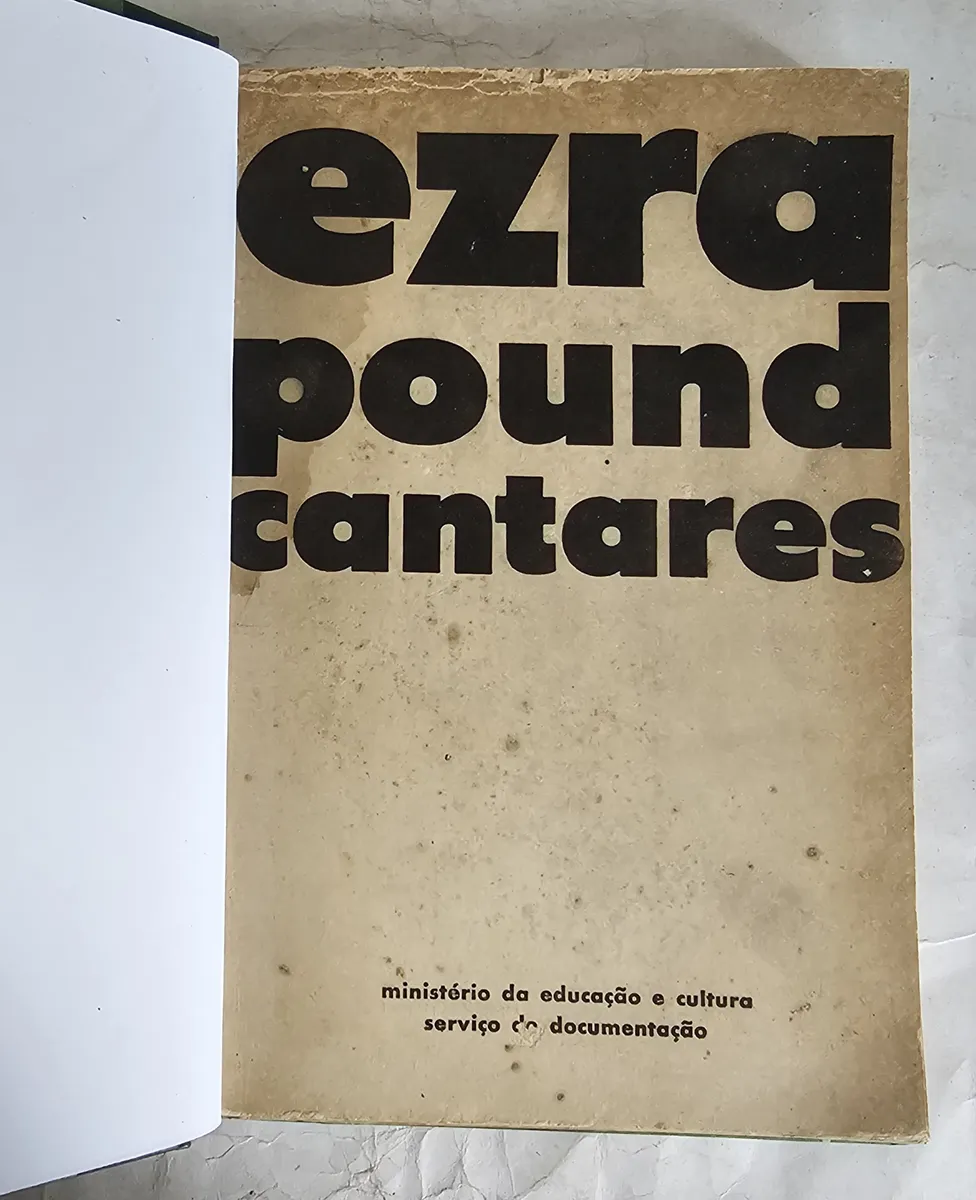 ezra
pound
cantares
ministério da educação e cultura
serviço de documentação